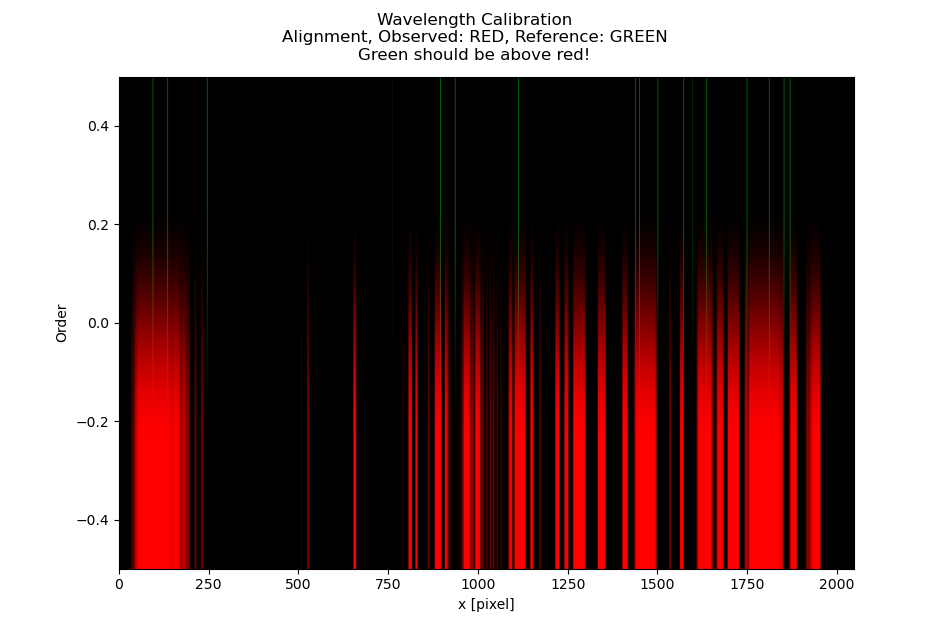 Wavelength Calibration
Alignment, Observed: RED, Reference: GREEN
Green should be above red!
0.4
0.2
0.0
−0.2
−0.4
Order
0 250 500 750 1000 1250 1500 1750 2000
x [pixel]